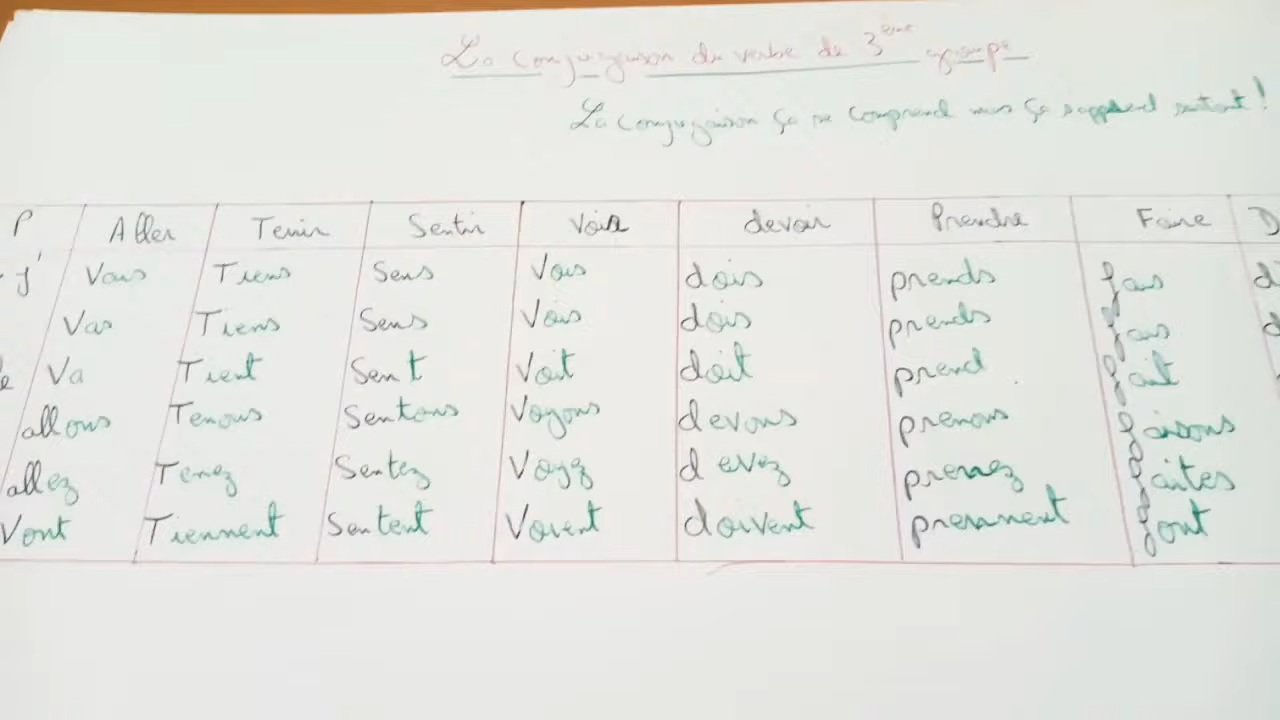 La conjugaison du verbe de 3ème groupe
La conjugaison ça se comprend mais ça s'apprend surtout !
P Aller Tenir Sentir Voir devoir Prendre Faire D
j' Vais Tiens Sens Vois dois prends fais d
Vas Tiens Sens Vois dois prends fais d
e Va Tient Sent Voit doit prend fait
allons Tenous Sentons Voyons devons prenons faisons
allez Tenez Sentez Voyez devez prenez faites
Vont Tiennent Sentent Voient doivent prennent font